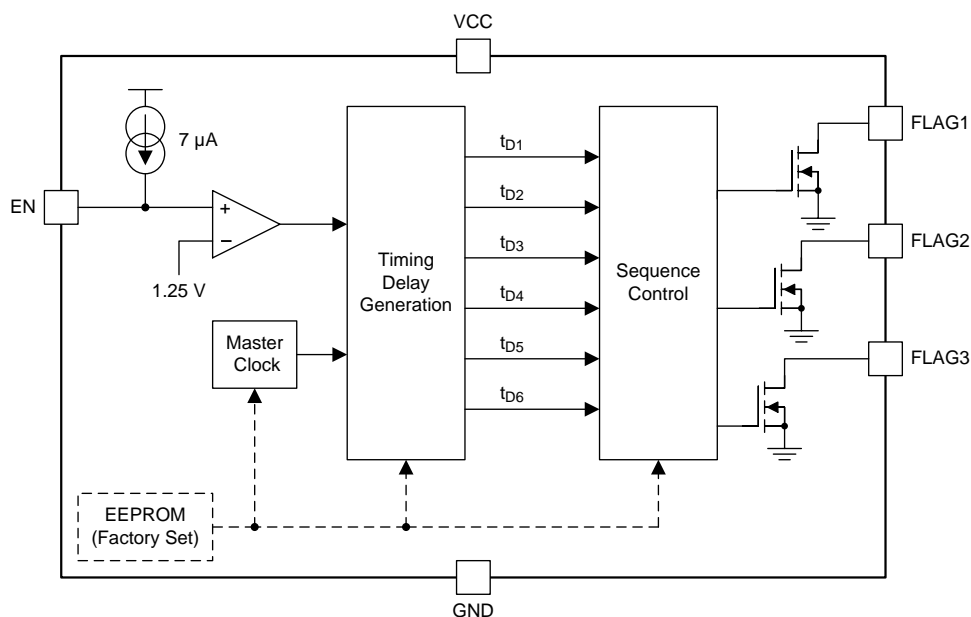 VCC
7 µA
EN
+
−
1.25 V
Master
Clock
Timing
Delay
Generation
tD1
tD2
tD3
tD4
tD5
tD6
Sequence
Control
FLAG1
FLAG2
FLAG3
EEPROM
(Factory Set)
GND